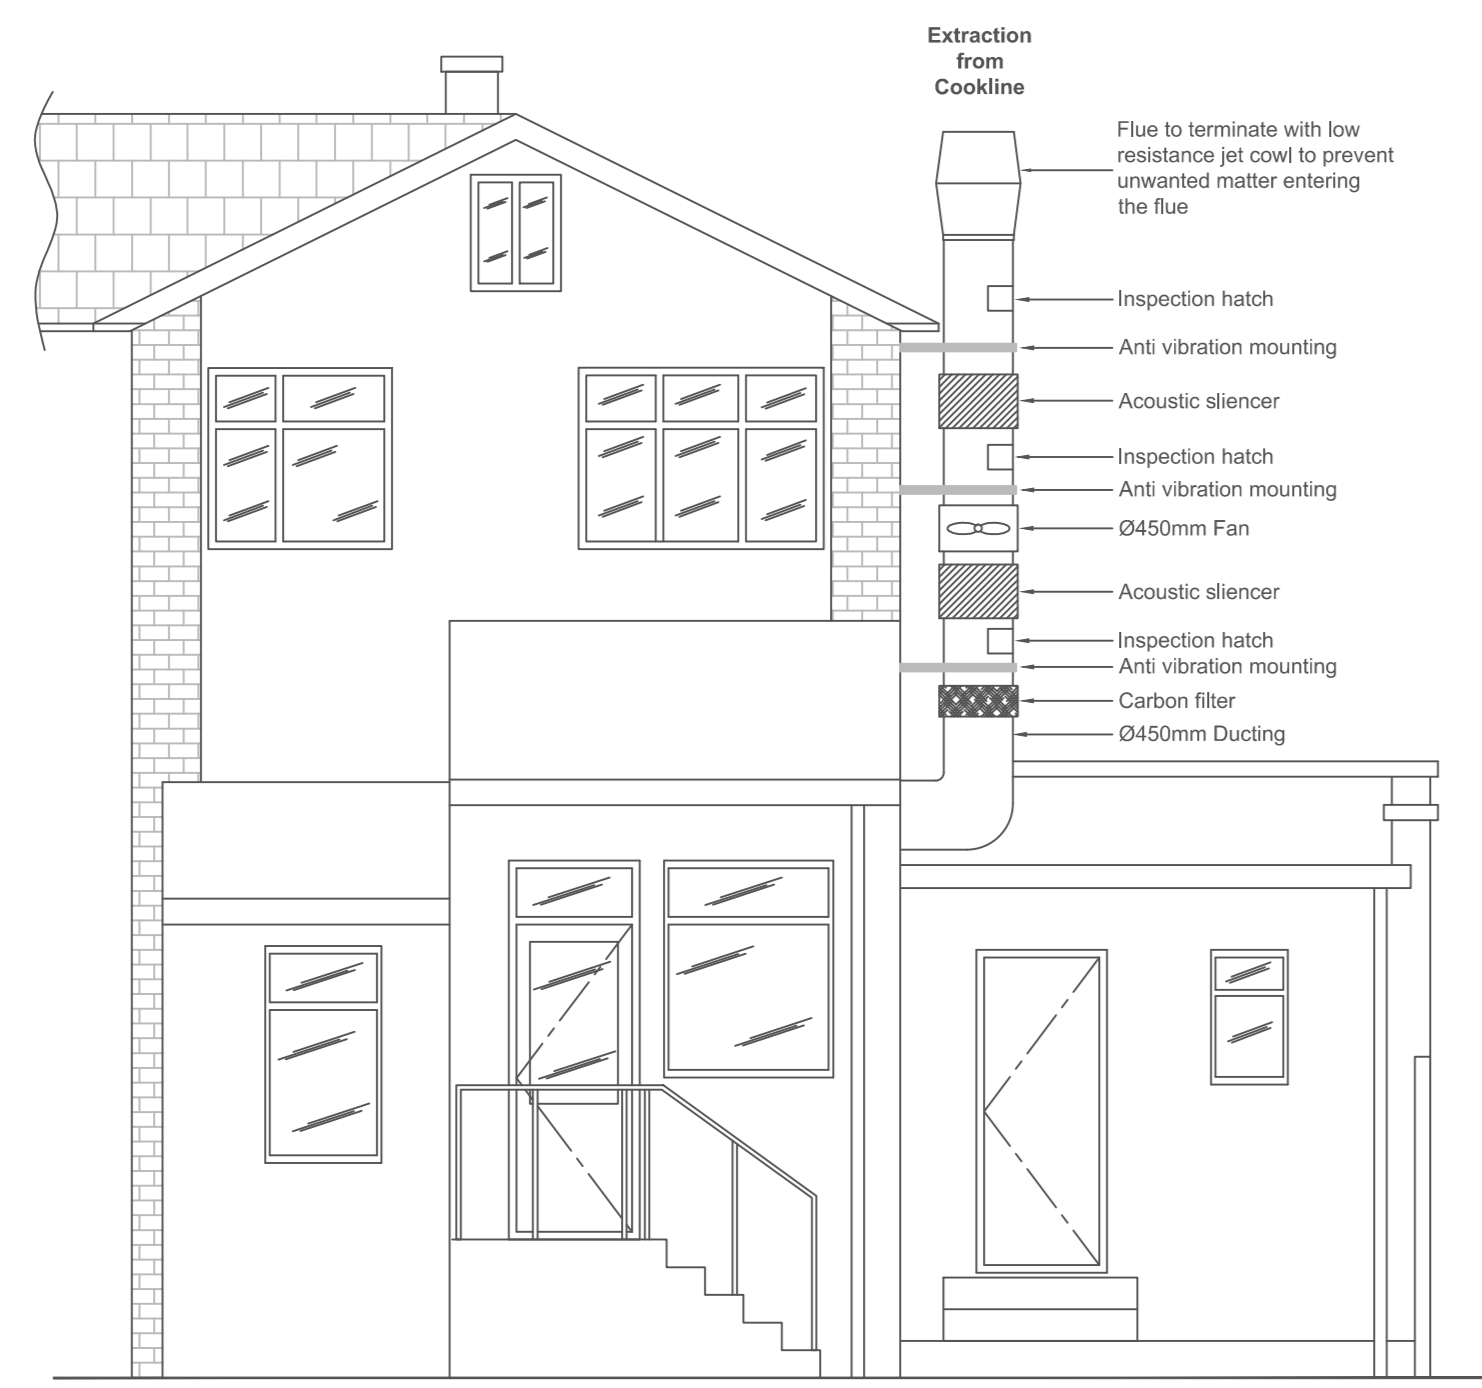 Extraction
from
Cookline
Flue to terminate with low
resistance jet cowl to prevent
unwanted matter entering
the flue
Inspection hatch
Anti vibration mounting
Acoustic sliencer
Inspection hatch
Anti vibration mounting
Ø450mm Fan
Acoustic sliencer
Inspection hatch
Anti vibration mounting
Carbon filter
Ø450mm Ducting